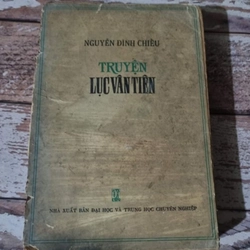 NGUYỄN ĐÌNH CHIỂU
TRUYỆN
LỤC VÂN TIÊN
NHÀ XUẤT BẢN ĐẠI HỌC VÀ TRUNG HỌC CHUYÊN NGHIỆP